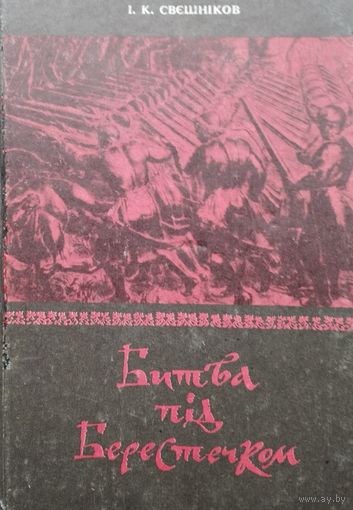 І. К. СВЄШНІКОВ
Битва
під
Берестечком
www.ay.by